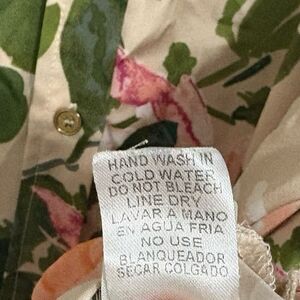 HAND WASH IN
COLD WATER
DO NOT BLEACH
LINE DRY
LAVAR A MANO
EN AGUA FRIA
NO USE
BLANQUEADOR
SECAR COLGADO